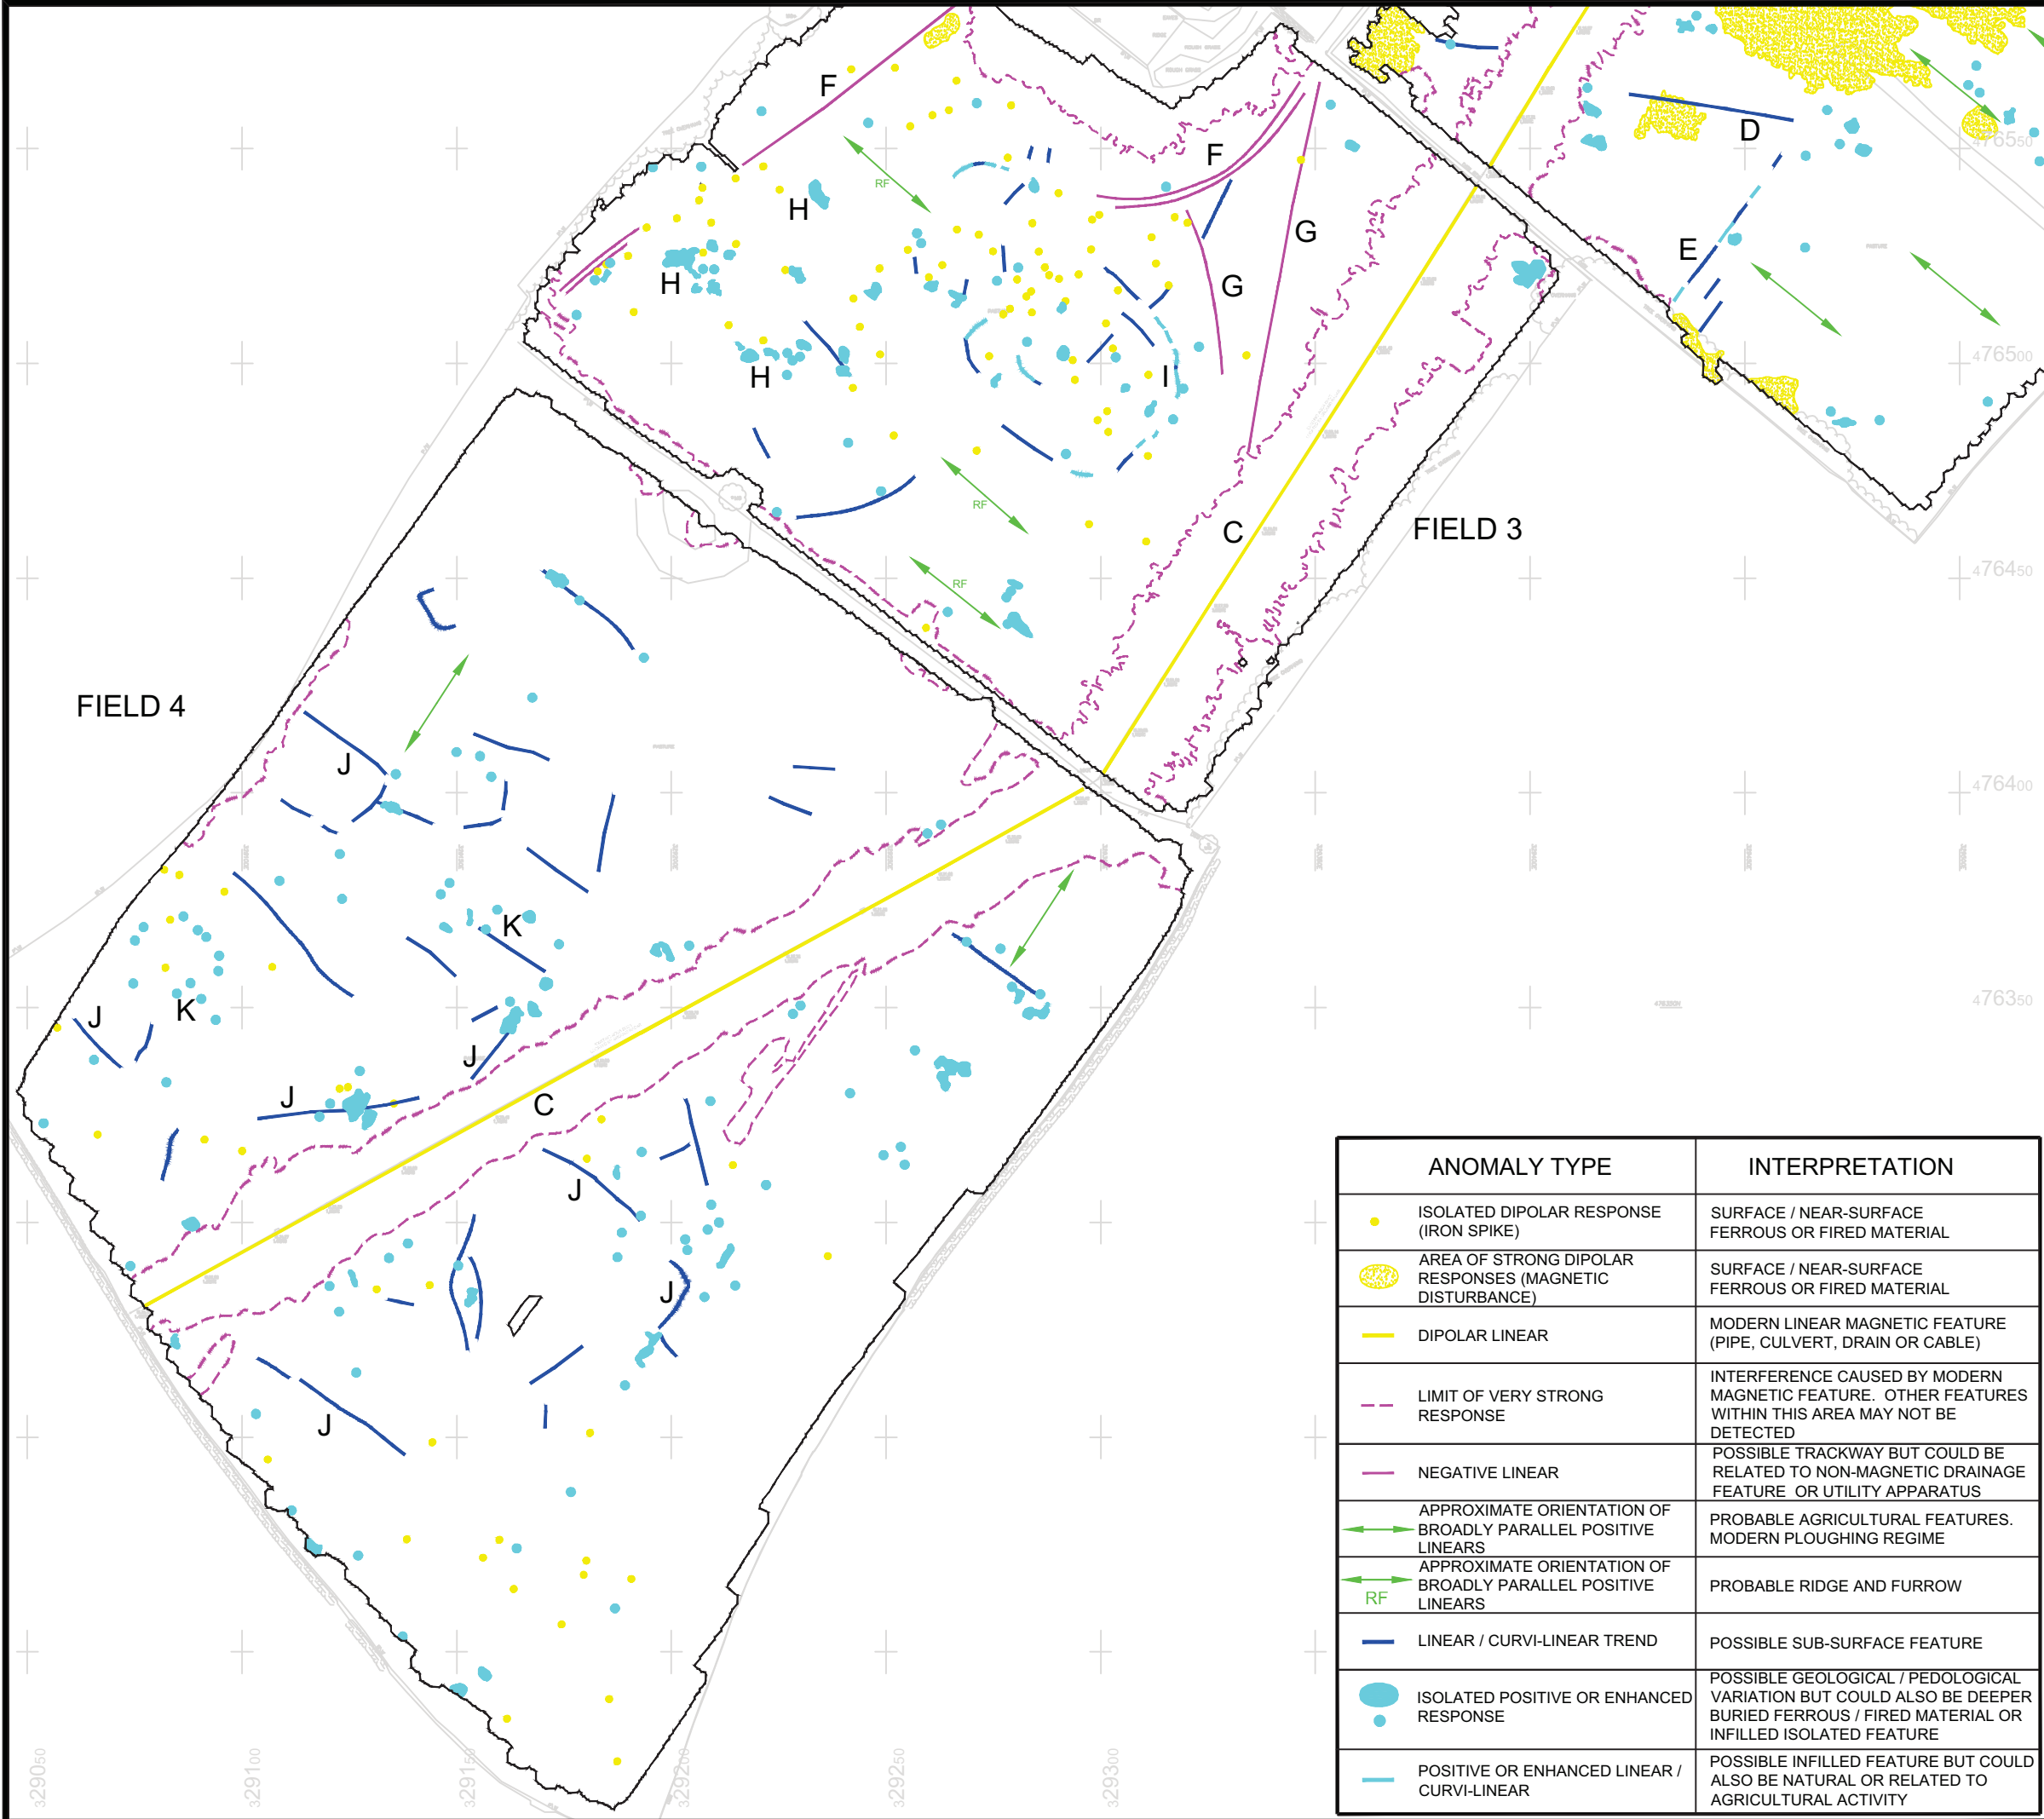 F
D
476550
F
RF
H
G
E
H
G
I
476500
H
RF
C
FIELD 3
RF
476450
FIELD 4
J
476400
K
K
J
J
476350
J
C
J
J
J
329050
329100
329150
329200
329250
329300
ANOMALY TYPE
INTERPRETATION
ISOLATED DIPOLAR RESPONSE
(IRON SPIKE)
SURFACE / NEAR-SURFACE
FERROUS OR FIRED MATERIAL
AREA OF STRONG DIPOLAR
RESPONSES (MAGNETIC
DISTURBANCE)
SURFACE / NEAR-SURFACE
FERROUS OR FIRED MATERIAL
DIPOLAR LINEAR
MODERN LINEAR MAGNETIC FEATURE
(PIPE, CULVERT, DRAIN OR CABLE)
LIMIT OF VERY STRONG
RESPONSE
INTERFERENCE CAUSED BY MODERN
MAGNETIC FEATURE. OTHER FEATURES
WITHIN THIS AREA MAY NOT BE
DETECTED
NEGATIVE LINEAR
POSSIBLE TRACKWAY BUT COULD BE
RELATED TO NON-MAGNETIC DRAINAGE
FEATURE OR UTILITY APPARATUS
APPROXIMATE ORIENTATION OF
BROADLY PARALLEL POSITIVE
LINEARS
PROBABLE AGRICULTURAL FEATURES.
MODERN PLOUGHING REGIME
RF
APPROXIMATE ORIENTATION OF
BROADLY PARALLEL POSITIVE
LINEARS
PROBABLE RIDGE AND FURROW
LINEAR / CURVI-LINEAR TREND
POSSIBLE SUB-SURFACE FEATURE
ISOLATED POSITIVE OR ENHANCED
RESPONSE
POSSIBLE GEOLOGICAL / PEDOLOGICAL
VARIATION BUT COULD ALSO BE DEEPER
BURIED FERROUS / FIRED MATERIAL OR
INFILLED ISOLATED FEATURE
POSITIVE OR ENHANCED LINEAR /
CURVI-LINEAR
POSSIBLE INFILLED FEATURE BUT COULD
ALSO BE NATURAL OR RELATED TO
AGRICULTURAL ACTIVITY